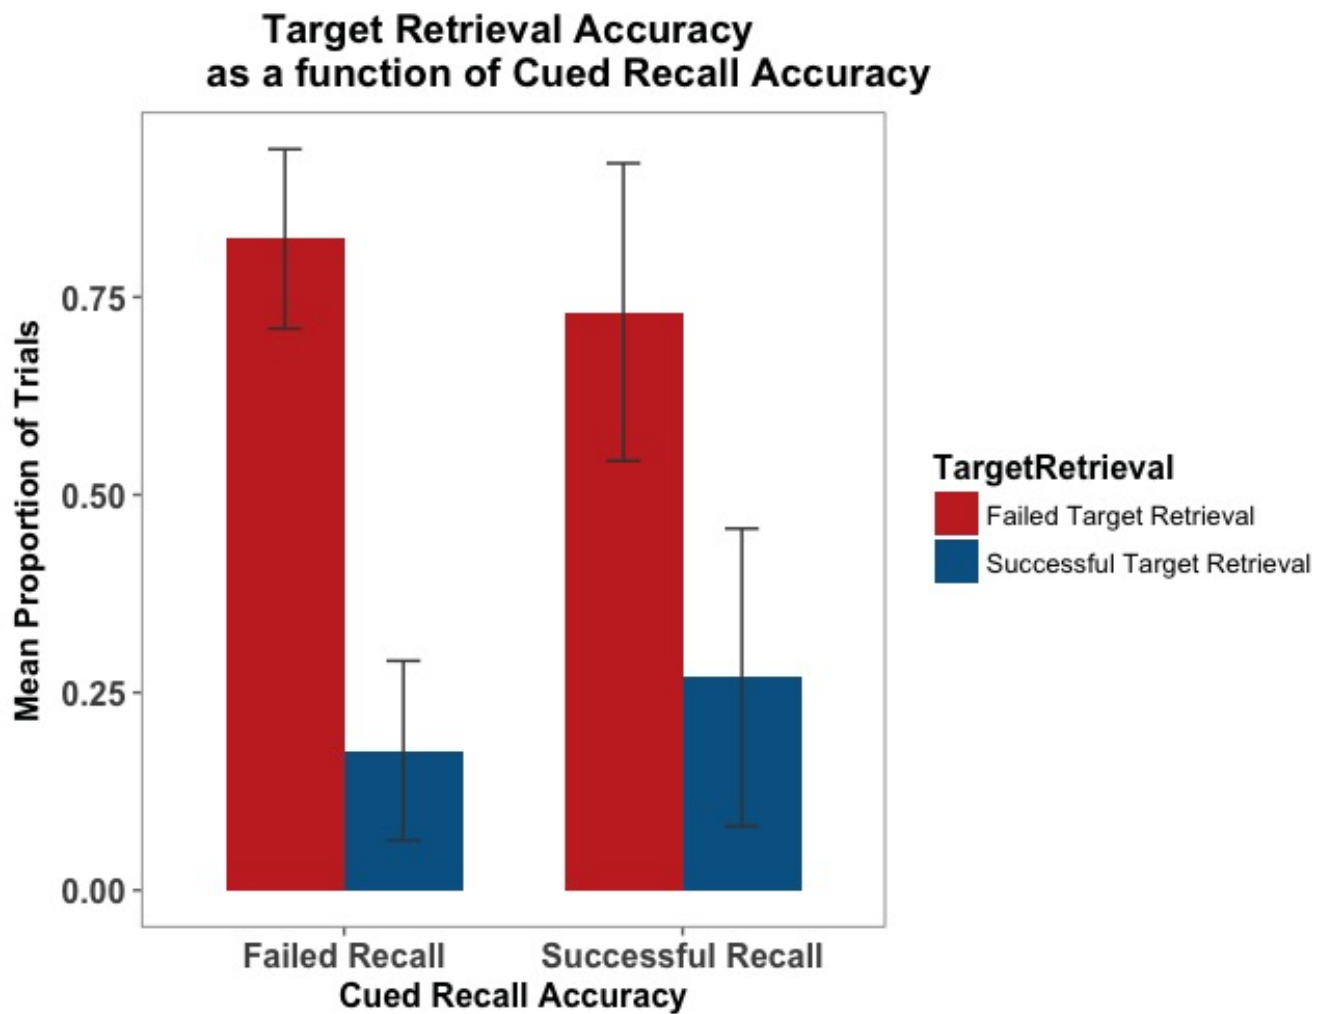 Target Retrieval Accuracy
as a function of Cued Recall Accuracy
Mean Proportion of Trials
0.75
0.50
0.25
0.00
Failed Recall
Successful Recall
Cued Recall Accuracy
TargetRetrieval
Failed Target Retrieval
Successful Target Retrieval